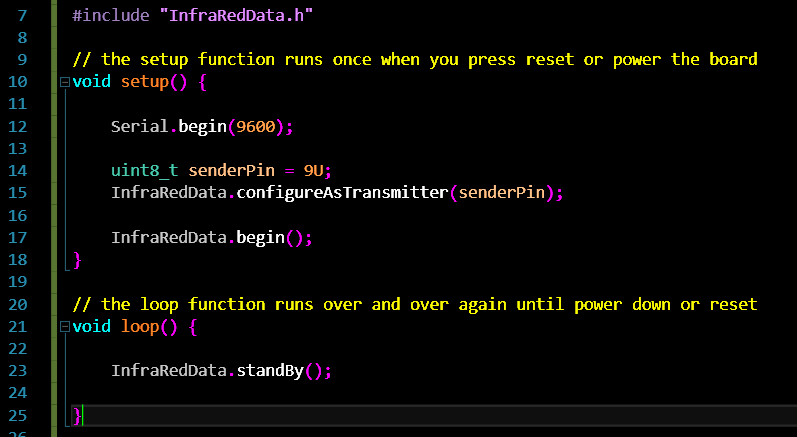 7 #include "InfraRedData.h"
8
9 // the setup function runs once when you press reset or power the board
10 void setup() {
11
12 Serial.begin(9600);
13
14 uint8_t senderPin = 9U;
15 InfraRedData.configureAsTransmitter(senderPin);
16
17 InfraRedData.begin();
18 }
19
20 // the loop function runs over and over again until power down or reset
21 void loop() {
22
23 InfraRedData.standBy();
24
25 }
26